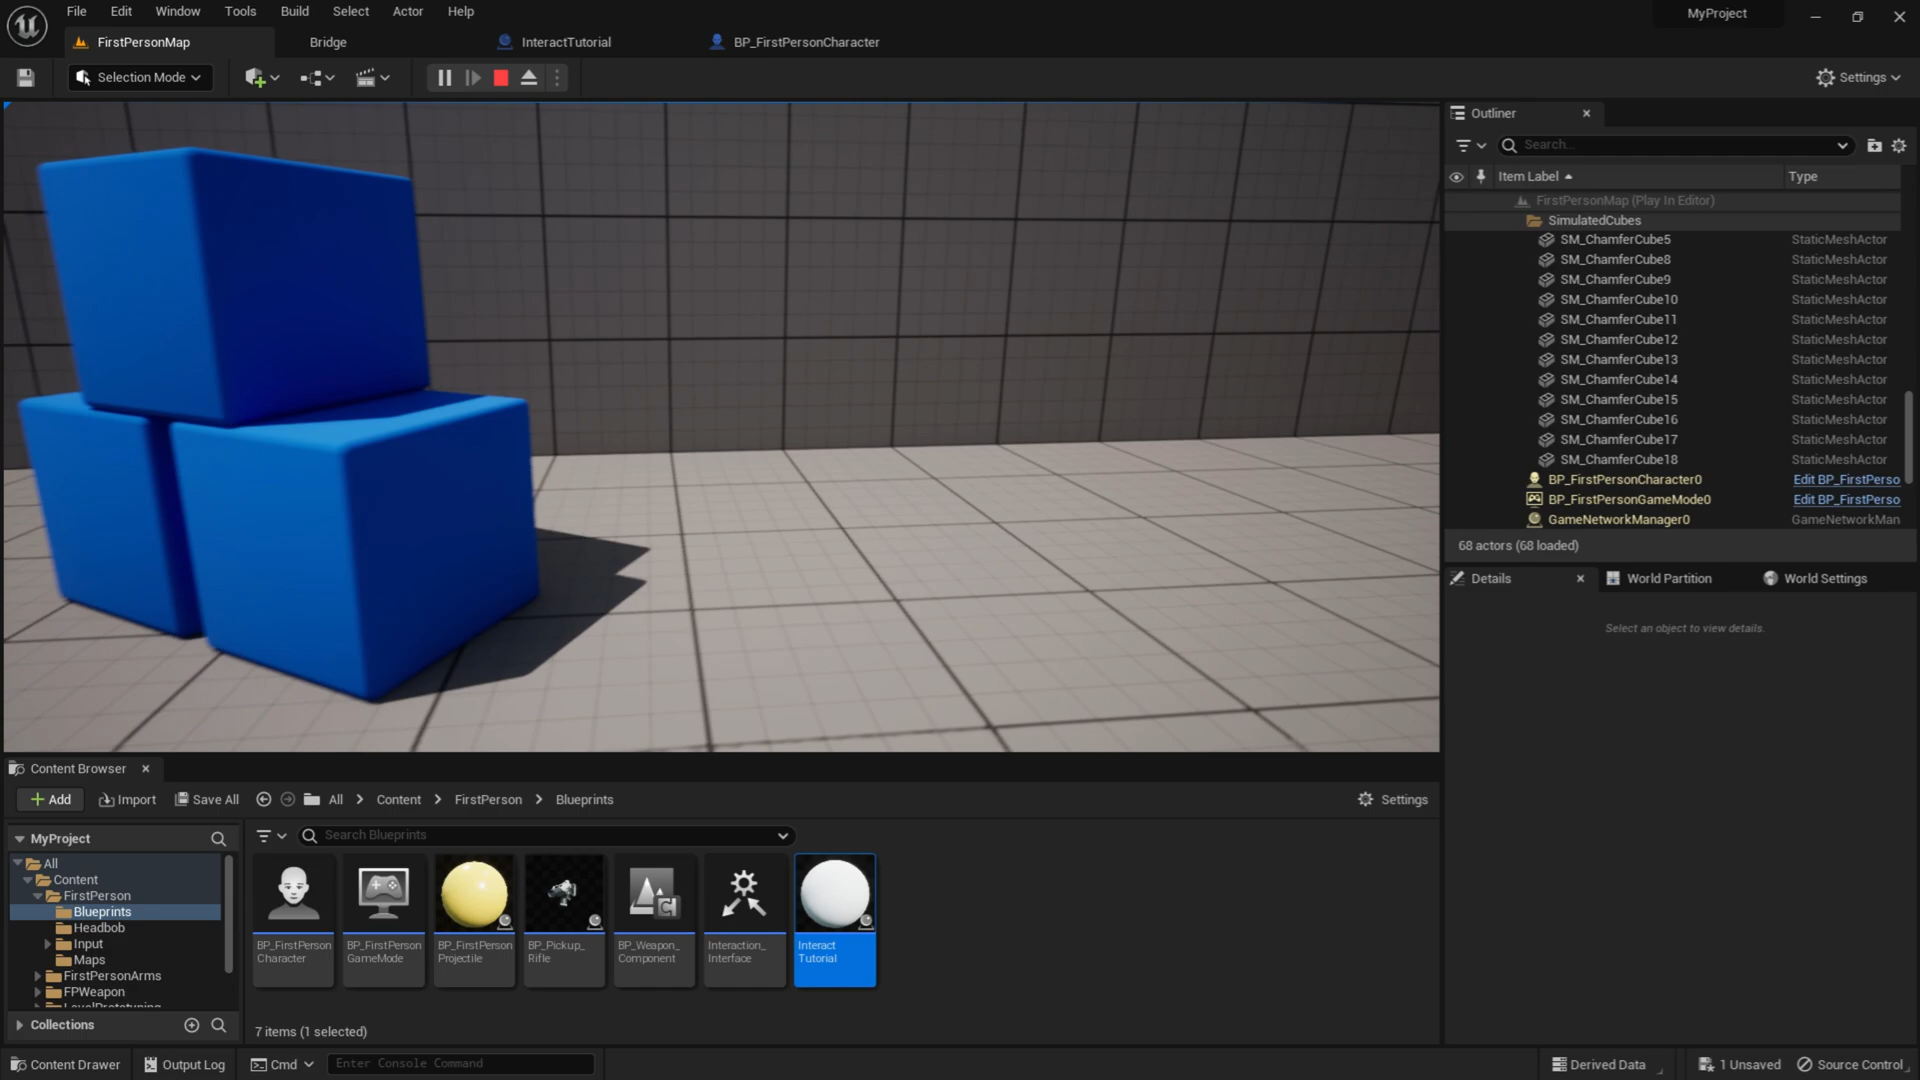 File Edit Window Tools Build Select Actor Help
MyProject
FirstPersonMap
Bridge
InteractTutorial
BP_FirstPersonCharacter
Selection Mode
Settings
Outliner
Search...
Item Label
Type
FirstPersonMap (Play In Editor)
SimulatedCubes
SM_ChamferCube5 StaticMeshActor
SM_ChamferCube8 StaticMeshActor
SM_ChamferCube9 StaticMeshActor
SM_ChamferCube10 StaticMeshActor
SM_ChamferCube11 StaticMeshActor
SM_ChamferCube12 StaticMeshActor
SM_ChamferCube13 StaticMeshActor
SM_ChamferCube14 StaticMeshActor
SM_ChamferCube15 StaticMeshActor
SM_ChamferCube16 StaticMeshActor
SM_ChamferCube17 StaticMeshActor
SM_ChamferCube18 StaticMeshActor
BP_FirstPersonCharacter0 Edit BP_FirstPerso
BP_FirstPersonGameMode0 Edit BP_FirstPerso
GameNetworkManager0 GameNetworkMan
68 actors (68 loaded)
Details
World Partition
World Settings
Select an object to view details.
Content Browser
Add Import Save All All Content FirstPerson Blueprints Settings
MyProject
Search Blueprints
All
Content
FirstPerson
Blueprints
Headbob
Input
Maps
FirstPersonArms
FPWeapon
LevelPrototyping
Collections
BP_FirstPerson
Character
BP_FirstPerson
GameMode
BP_FirstPerson
Projectile
BP_Pickup_
Rifle
BP_Weapon_
Component
Interaction_
Interface
Interact
Tutorial
7 items (1 selected)
Content Drawer Output Log Cmd Enter Console Command Derived Data 1 Unsaved Source Control